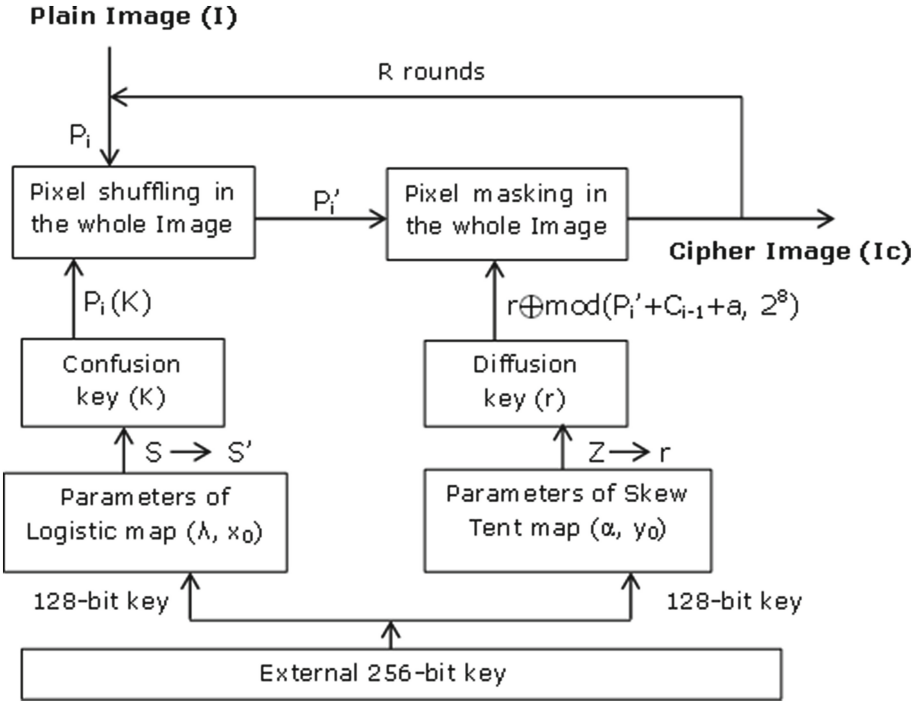 Plain Image (I)
R rounds
Pi
Pixel shuffling in
the whole Image
Pi′
Pixel masking in
the whole Image
Cipher Image (Ic)
Pi (K)
r⊕mod(Pi′+Ci-1+a, 2⁸)
Confusion
key (K)
Diffusion
key (r)
S → S′
Z → r
Parameters of
Logistic map (λ, x₀)
Parameters of Skew
Tent map (α, y₀)
128-bit key
128-bit key
External 256-bit key